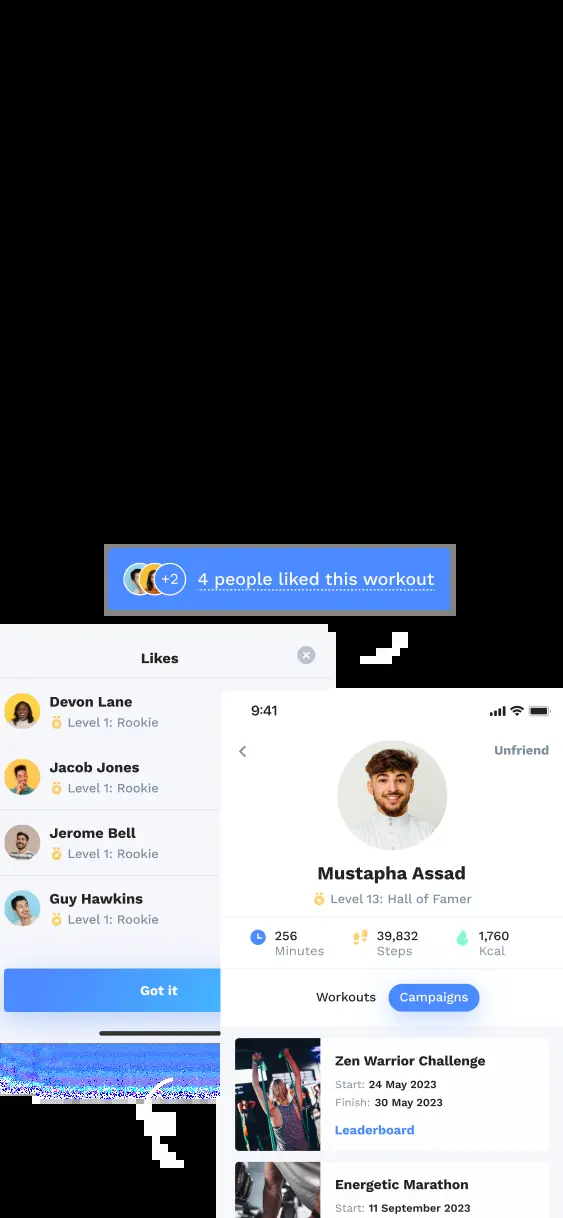 +2 4 people liked this workout
Likes
Devon Lane
Level 1: Rookie
Jacob Jones
Level 1: Rookie
Jerome Bell
Level 1: Rookie
Guy Hawkins
Level 1: Rookie
Got it
9:41
Unfriend
Mustapha Assad
Level 13: Hall of Famer
256 39,832 1,760
Minutes Steps Kcal
Workouts Campaigns
Zen Warrior Challenge
Start: 24 May 2023
Finish: 30 May 2023
Leaderboard
Energetic Marathon
Start: 11 September 2023